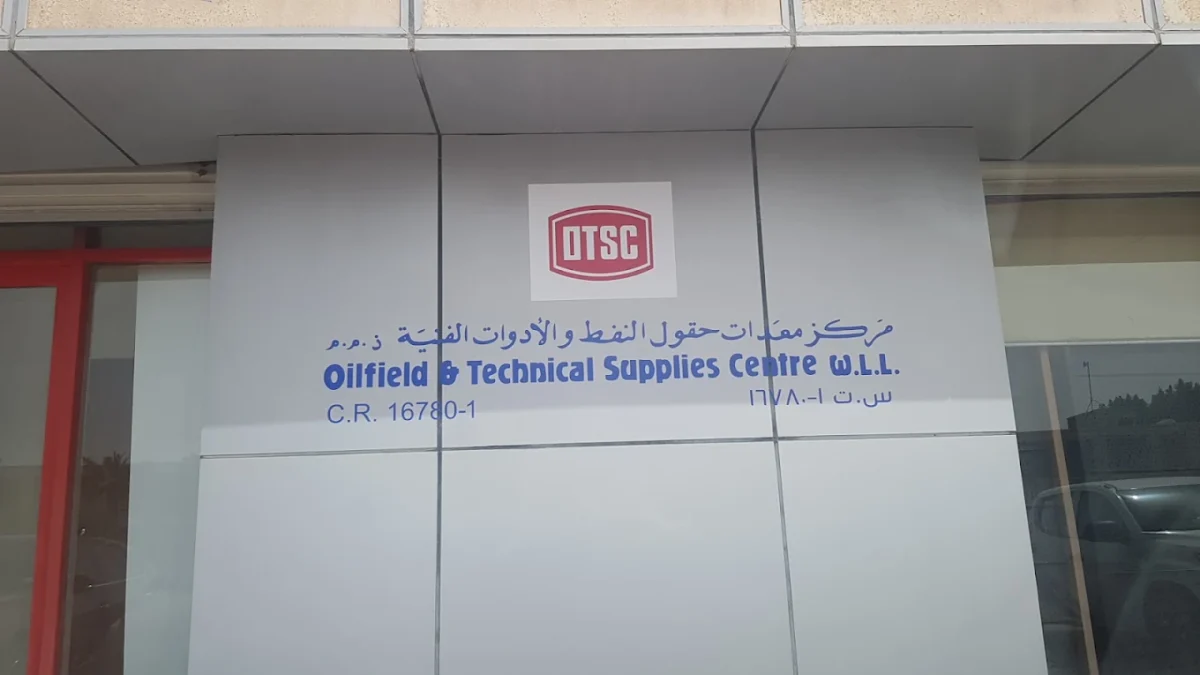 OTSC
مركز معدات حقول النفط والأدوات الفنية ذ.م.م
Oilfield & Technical Supplies Centre W.L.L.
C.R. 16780-1
س.ت ١-١٦٧٨٠